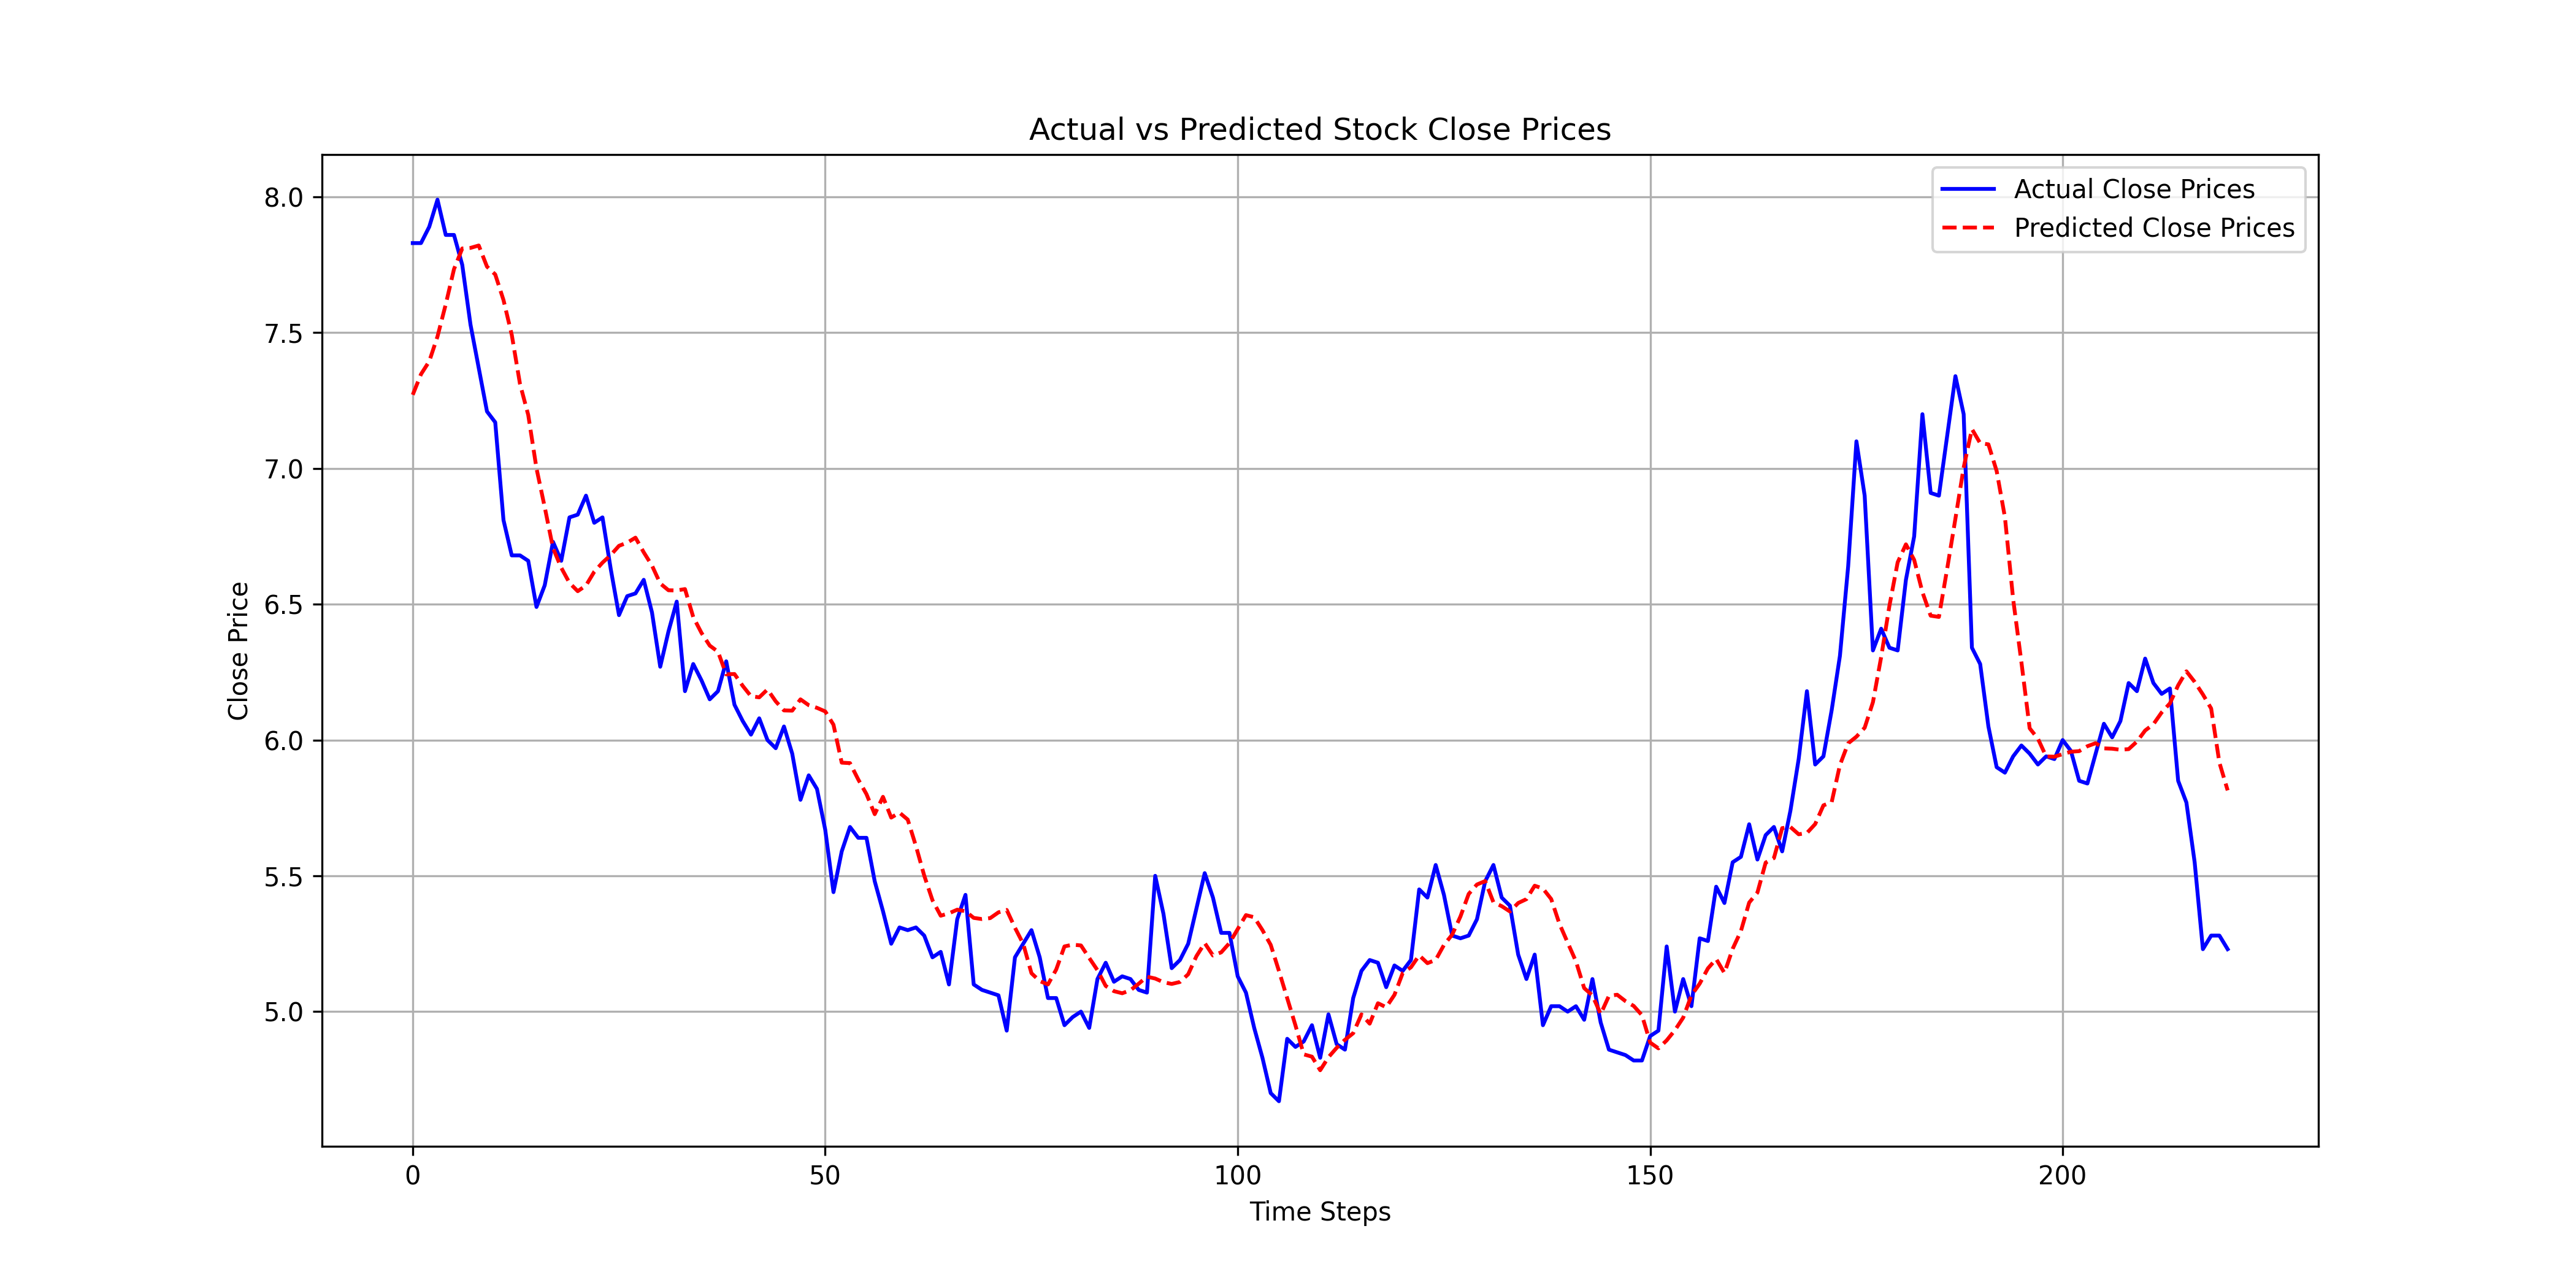 Actual vs Predicted Stock Close Prices
Actual Close Prices
Predicted Close Prices
Close Price
8.0
7.5
7.0
6.5
6.0
5.5
5.0
0 50 100 150 200
Time Steps